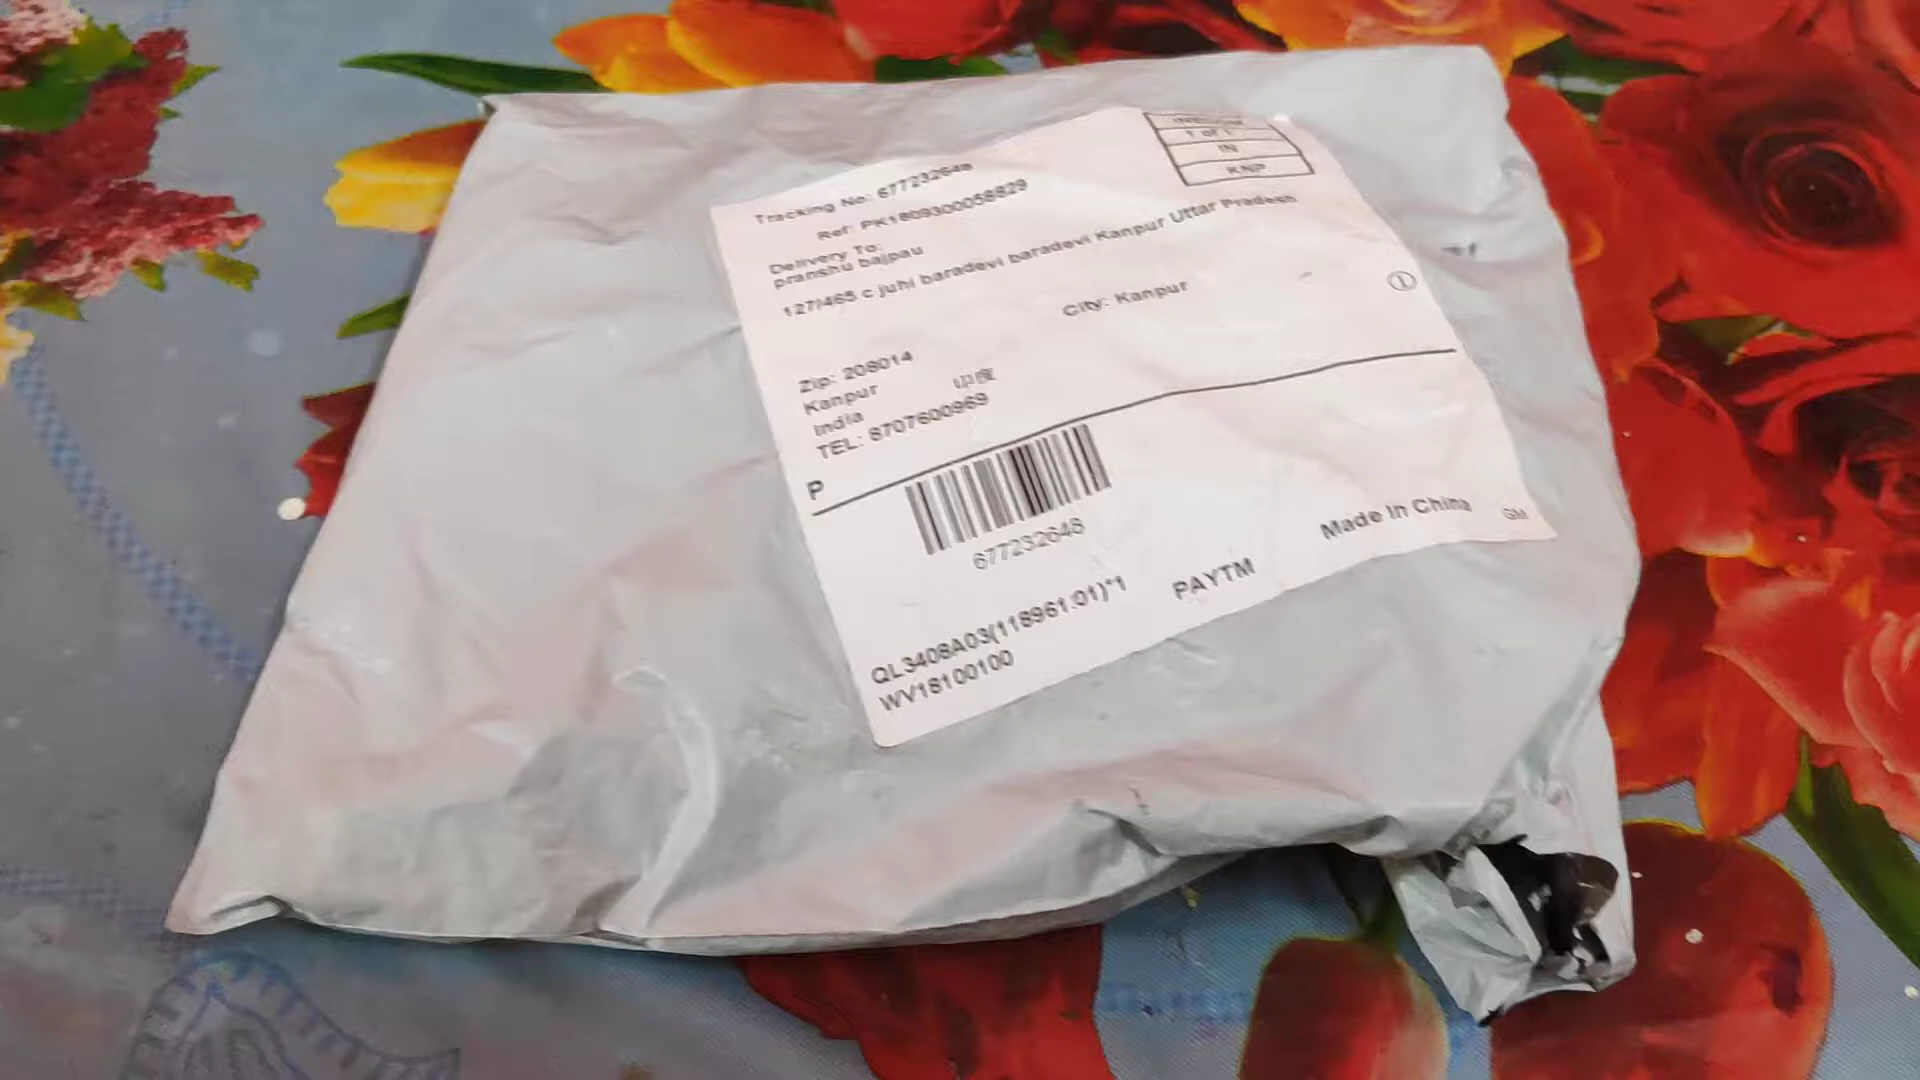 1 of 1
IN
KNP
Tracking No: 677232648
Ref: PK1809300058829
Delivery To:
pranshu bajpau
127/465 c juhi baradevi baradevi Kanpur Uttar Pradesh
City: Kanpur
Zip: 208014
Kanpur
印度
India
TEL: 8707600969
P
677232648
Made In China
GM
QL3408A03(118961.01)*1
PAYTM
WV18100100